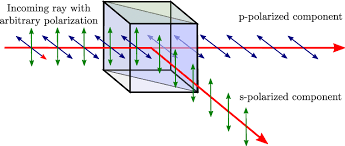 Incoming ray with
arbitrary polarization
p-polarized component
s-polarized component